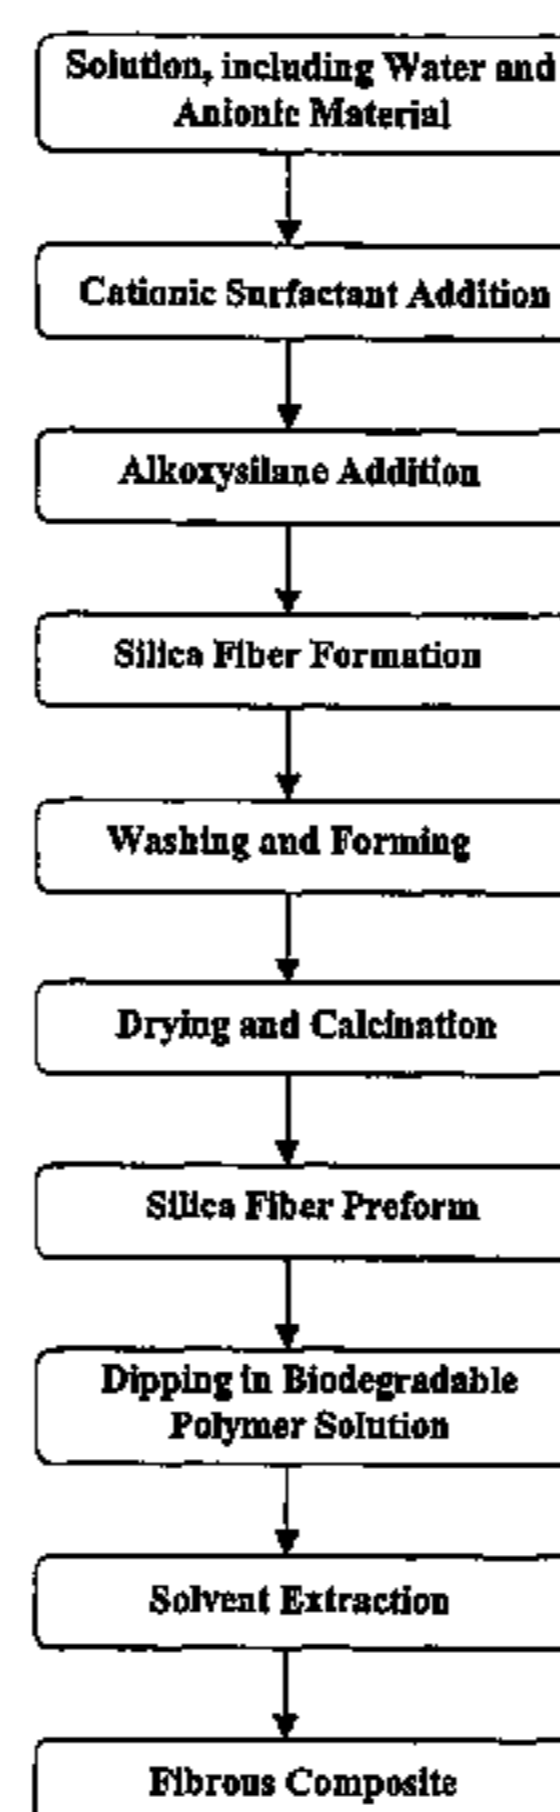 Solution, including Water and
Anionic Material
Cationic Surfactant Addition
Alkoxysilane Addition
Silica Fiber Formation
Washing and Forming
Drying and Calcination
Silica Fiber Preform
Dipping in Biodegradable
Polymer Solution
Solvent Extraction
Fibrous Composite